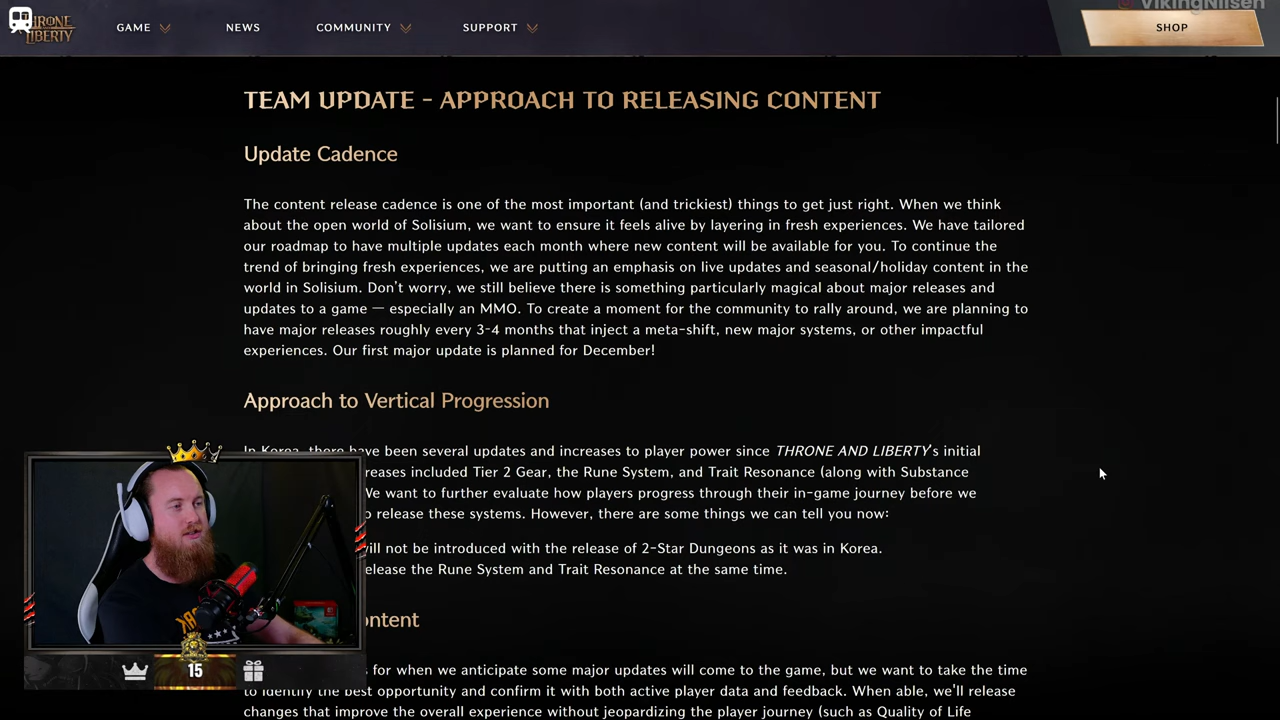 VikingNilsen
THRONE
LIBERTY
GAME
NEWS
COMMUNITY
SUPPORT
SHOP
TEAM UPDATE - APPROACH TO RELEASING CONTENT
Update Cadence
The content release cadence is one of the most important (and trickiest) things to get just right. When we think
about the open world of Solisium, we want to ensure it feels alive by layering in fresh experiences. We have tailored
our roadmap to have multiple updates each month where new content will be available for you. To continue the
trend of bringing fresh experiences, we are putting an emphasis on live updates and seasonal/holiday content in the
world in Solisium. Don't worry, we still believe there is something particularly magical about major releases and
updates to a game — especially an MMO. To create a moment for the community to rally around, we are planning to
have major releases roughly every 3-4 months that inject a meta-shift, new major systems, or other impactful
experiences. Our first major update is planned for December!
Approach to Vertical Progression
In Korea, there have been several updates and increases to player power since THRONE AND LIBERTY's initial
creases included Tier 2 Gear, the Rune System, and Trait Resonance (along with Substance
We want to further evaluate how players progress through their in-game journey before we
o release these systems. However, there are some things we can tell you now:
ill not be introduced with the release of 2-Star Dungeons as it was in Korea.
elease the Rune System and Trait Resonance at the same time.
ntent
s for when we anticipate some major updates will come to the game, but we want to take the time
to identify the best opportunity and confirm it with both active player data and feedback. When able, we'll release
changes that improve the overall experience without jeopardizing the player journey (such as Quality of Life
15